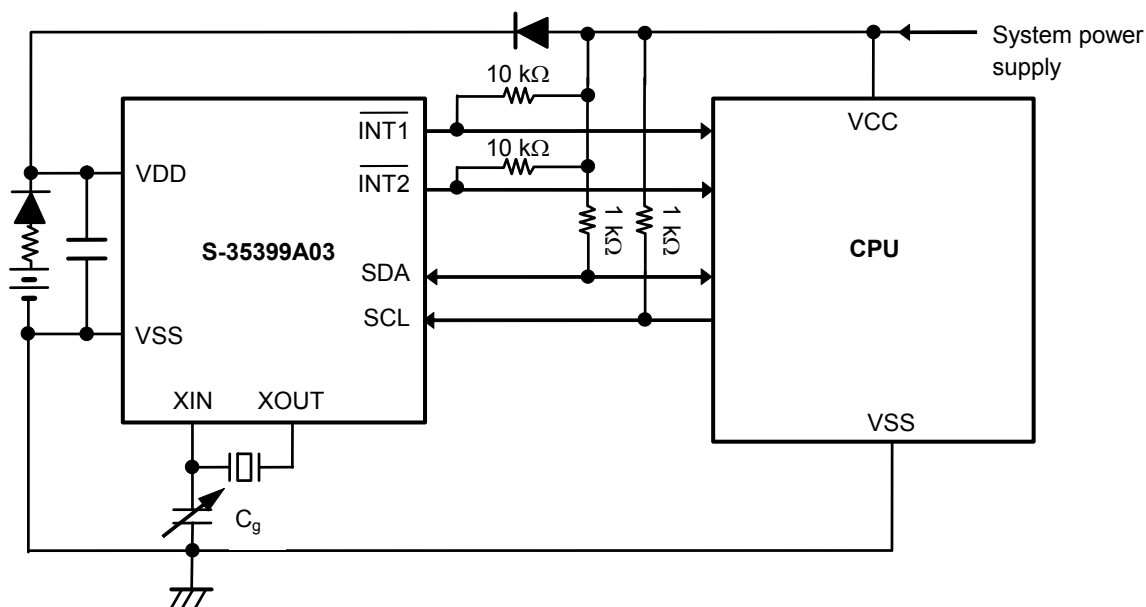 System power
supply
10 kΩ
INT1
VCC
10 kΩ
VDD
INT2
S-35399A03
1 kΩ
1 kΩ
CPU
SDA
SCL
VSS
XIN XOUT
VSS
Cg